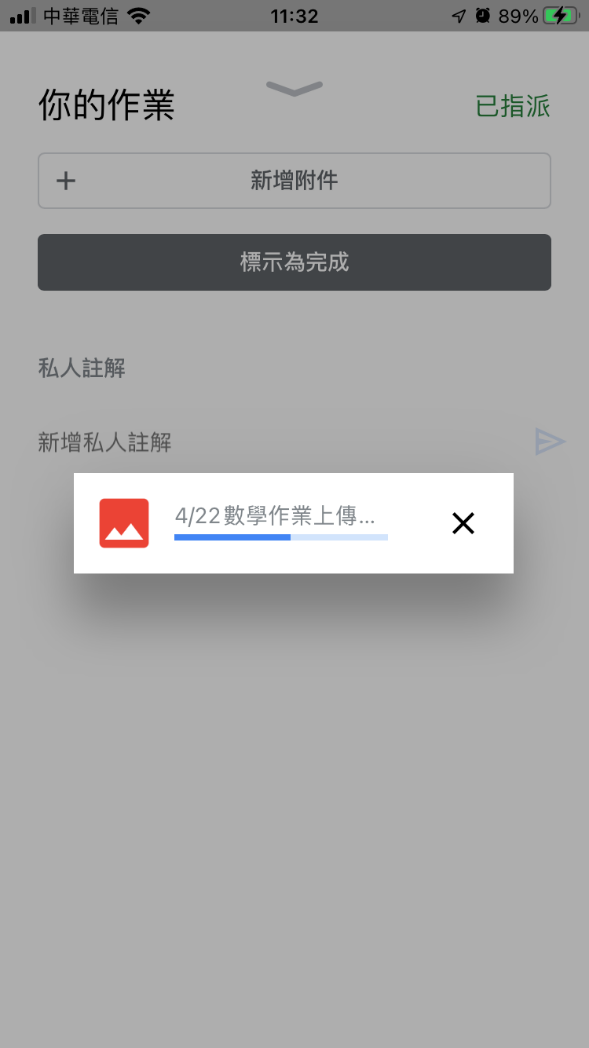 中華電信 11:32 89%
你的作業
已指派
+ 新增附件
標示為完成
私人註解
新增私人註解
4/22數學作業上傳...